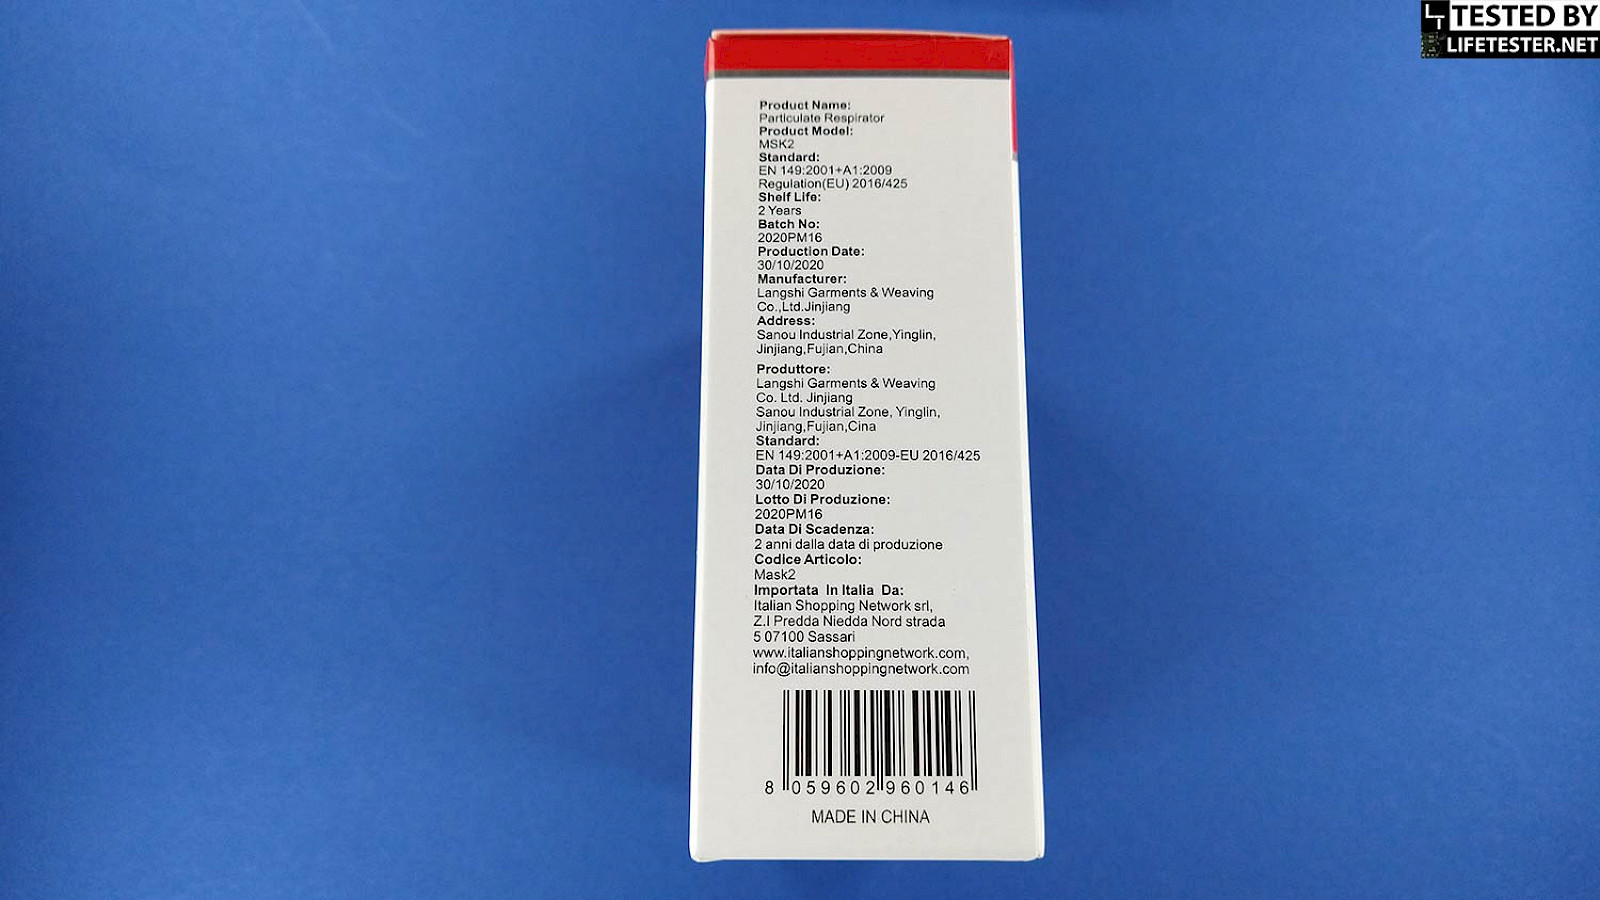 TESTED BY
LIFETESTER.NET
Product Name:
Particulate Respirator
Product Model:
MSK2
Standard:
EN 149:2001+A1:2009
Regulation(EU) 2016/425
Shelf Life:
2 Years
Batch No:
2020PM16
Production Date:
30/10/2020
Manufacturer:
Langshi Garments & Weaving
Co.,Ltd.Jinjiang
Address:
Sanou Industrial Zone,Yinglin,
Jinjiang,Fujian,China
Produttore:
Langshi Garments & Weaving
Co. Ltd. Jinjiang
Sanou Industrial Zone, Yinglin,
Jinjiang,Fujian,Cina
Standard:
EN 149:2001+A1:2009-EU 2016/425
Data Di Produzione:
30/10/2020
Lotto Di Produzione:
2020PM16
Data Di Scadenza:
2 anni dalla data di produzione
Codice Articolo:
Mask2
Importata In Italia Da:
Italian Shopping Network srl,
Z.I Predda Niedda Nord strada
5 07100 Sassari
www.italianshoppingnetwork.com,
info@italianshoppingnetwork.com
8 059602 960146
MADE IN CHINA